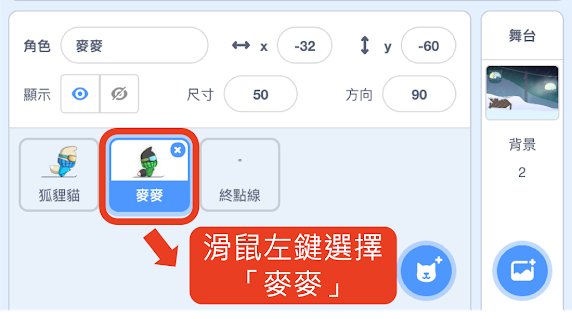 角色 麥麥 x -32 y -60
舞台
顯示 尺寸 50 方向 90
背景
2
狐狸貓 麥麥 終點線
滑鼠左鍵選擇
「麥麥」